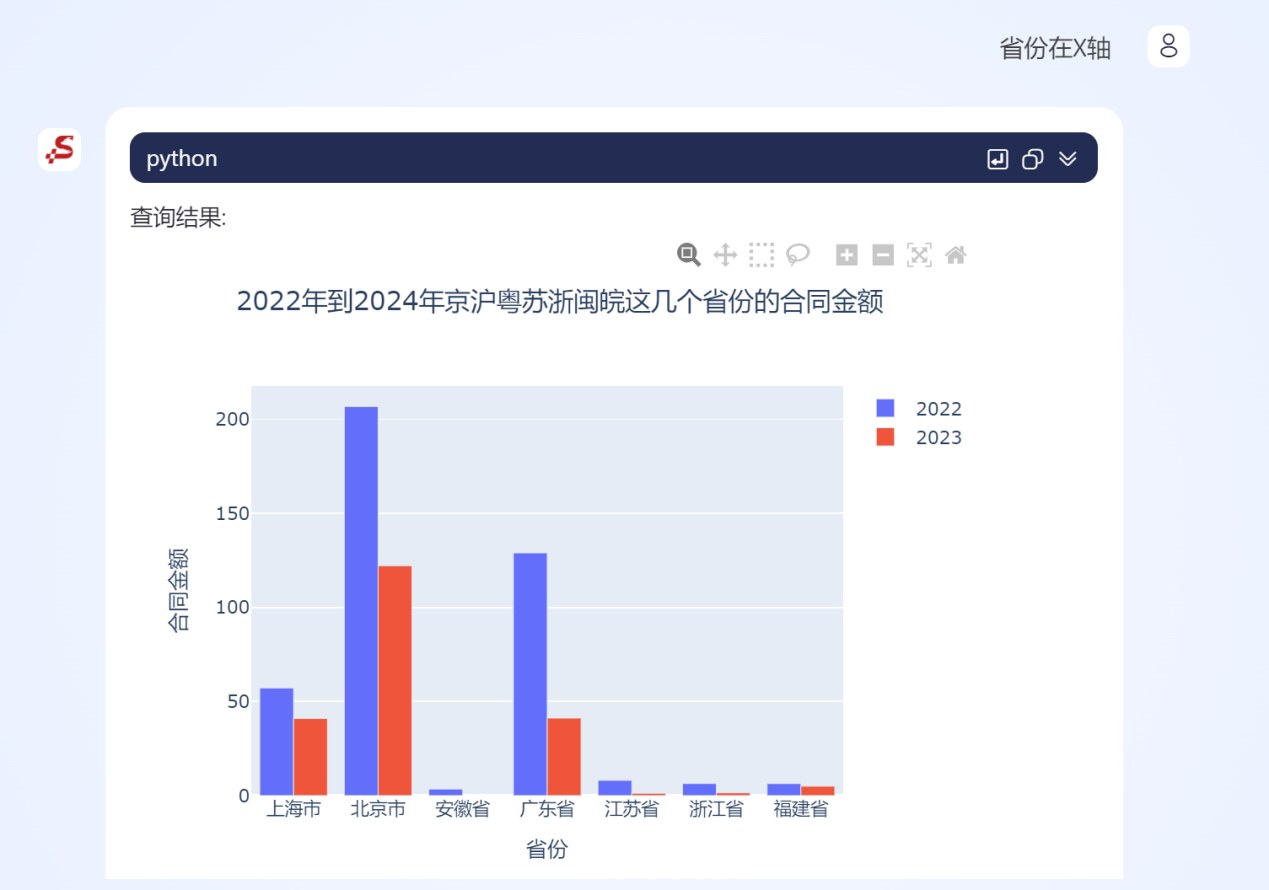 省份在X轴
python
查询结果:
2022年到2024年京沪粤苏浙闽皖这几个省份的合同金额
2022
2023
合同金额
200
150
100
50
0
上海市 北京市 安徽省 广东省 江苏省 浙江省 福建省
省份